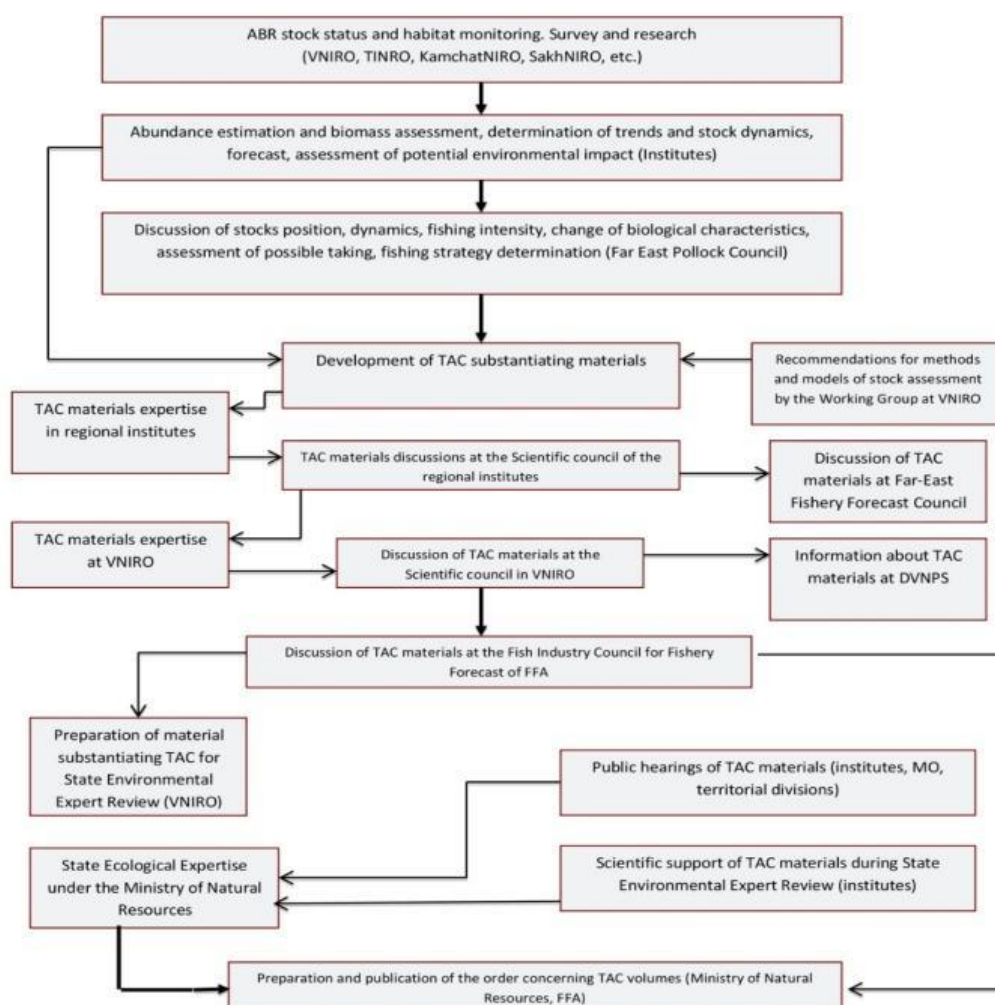 ABR stock status and habitat monitoring. Survey and research
(VNIRO, TINRO, KamchatNIRO, SakhNIRO, etc.)
Abundance estimation and biomass assessment, determination of trends and stock dynamics,
forecast, assessment of potential environmental impact (Institutes)
Discussion of stocks position, dynamics, fishing intensity, change of biological characteristics,
assessment of possible taking, fishing strategy determination (Far East Pollock Council)
Development of TAC substantiating materials
Recommendations for methods
and models of stock assessment
by the Working Group at VNIRO
TAC materials expertise
in regional institutes
TAC materials discussions at the Scientific council of the
regional institutes
Discussion of TAC
materials at Far-East
Fishery Forecast Council
TAC materials expertise
at VNIRO
Discussion of TAC materials at the
Scientific council in VNIRO
Information about TAC
materials at DVNPS
Discussion of TAC materials at the Fish Industry Council for Fishery
Forecast of FFA
Preparation of material
substantiating TAC for
State Environmental
Expert Review (VNIRO)
Public hearings of TAC materials (institutes, MO,
territorial divisions)
State Ecological Expertise
under the Ministry of Natural
Resources
Scientific support of TAC materials during State
Environmental Expert Review (institutes)
Preparation and publication of the order concerning TAC volumes (Ministry of Natural
Resources, FFA)